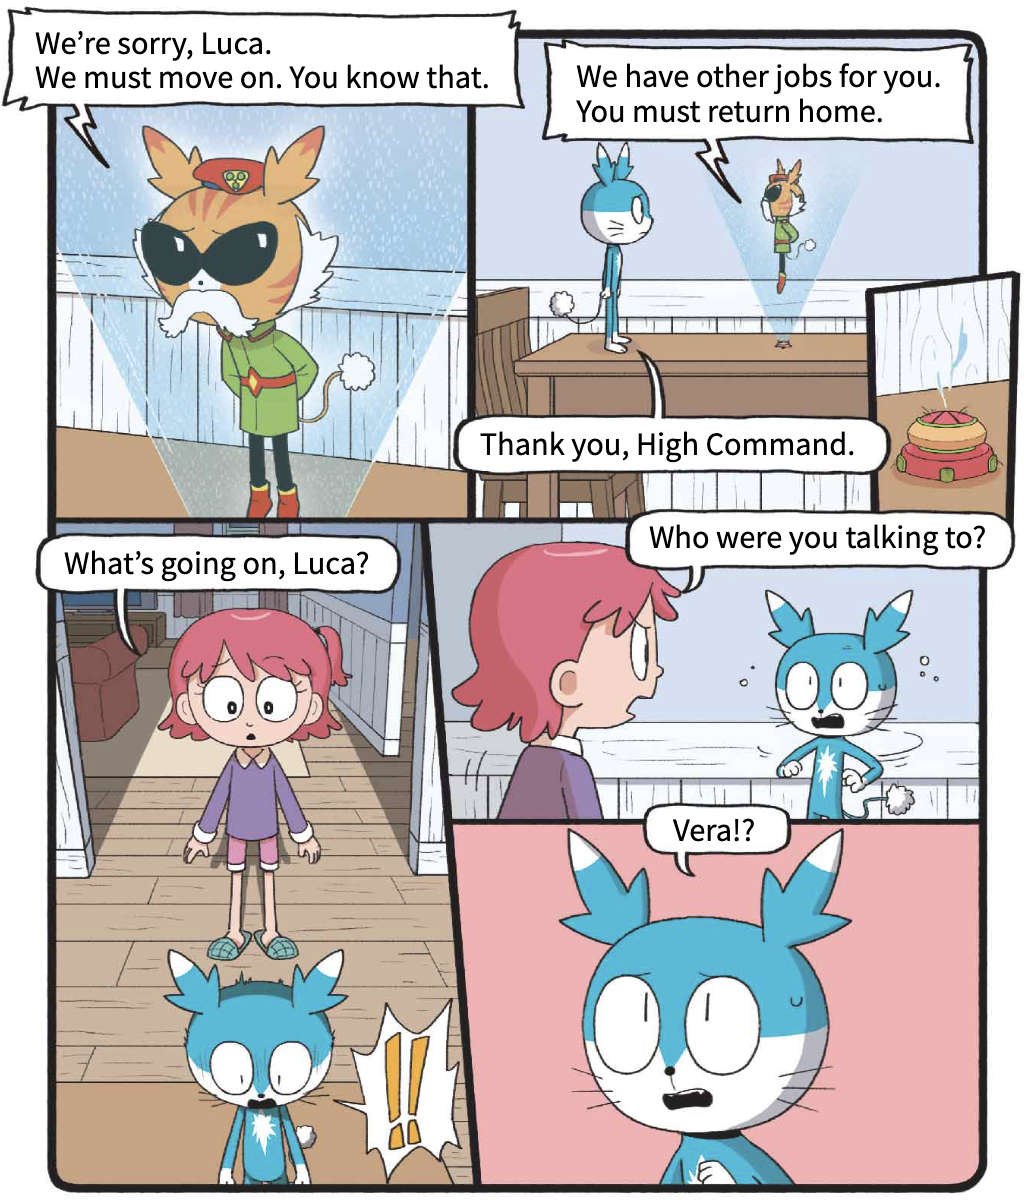 We're sorry, Luca.
We must move on. You know that.
We have other jobs for you.
You must return home.
Thank you, High Command.
What's going on, Luca?
Who were you talking to?
Vera!?
!!